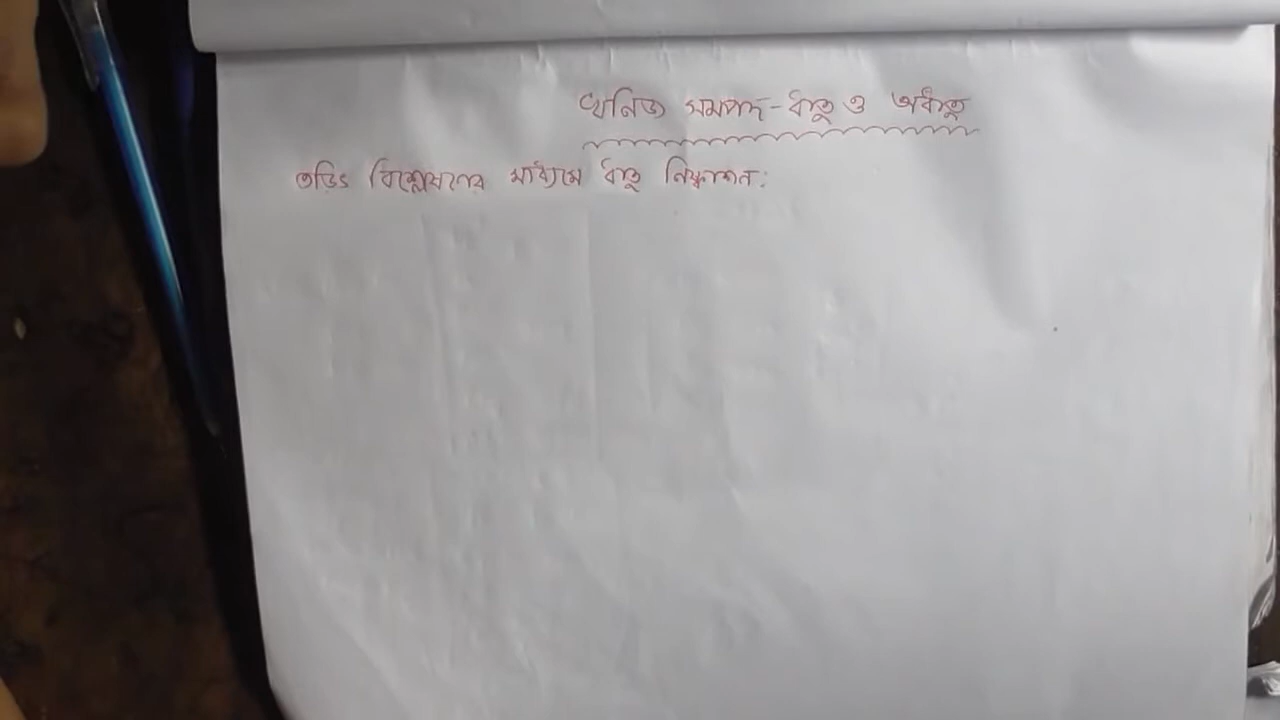 খনিজ সম্পদ - ধাতু ও অধাতু
তড়িৎ বিশ্লেষণের মাধ্যমে ধাতু নিষ্কাশন: